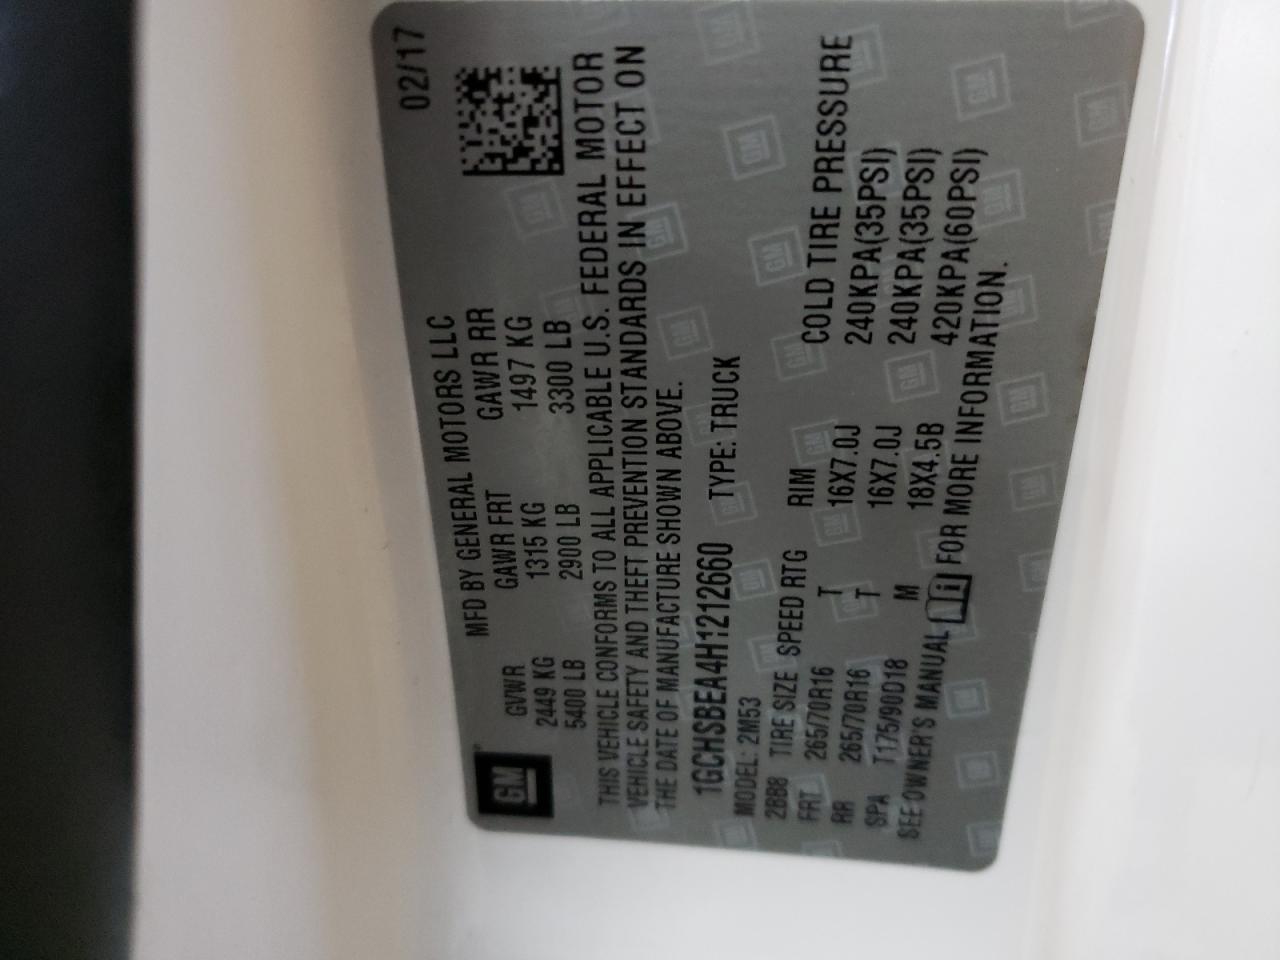 02/17
MFD BY GENERAL MOTORS LLC
GM
GVWR GAWR FRT GAWR RR
2449 KG 1315 KG 1497 KG
5400 LB 2900 LB 3300 LB
THIS VEHICLE CONFORMS TO ALL APPLICABLE U.S. FEDERAL MOTOR
VEHICLE SAFETY AND THEFT PREVENTION STANDARDS IN EFFECT ON
THE DATE OF MANUFACTURE SHOWN ABOVE.
1GCHSBEA4H1212660 TYPE: TRUCK
MODEL: 2M53
2BB8 TIRE SIZE SPEED RTG RIM COLD TIRE PRESSURE
FRT 265/70R16 T 16X7.0J 240KPA(35PSI)
RR 265/70R16 T 16X7.0J 240KPA(35PSI)
SPA T175/90D18 M 18X4.5B 420KPA(60PSI)
SEE OWNER'S MANUAL i FOR MORE INFORMATION.